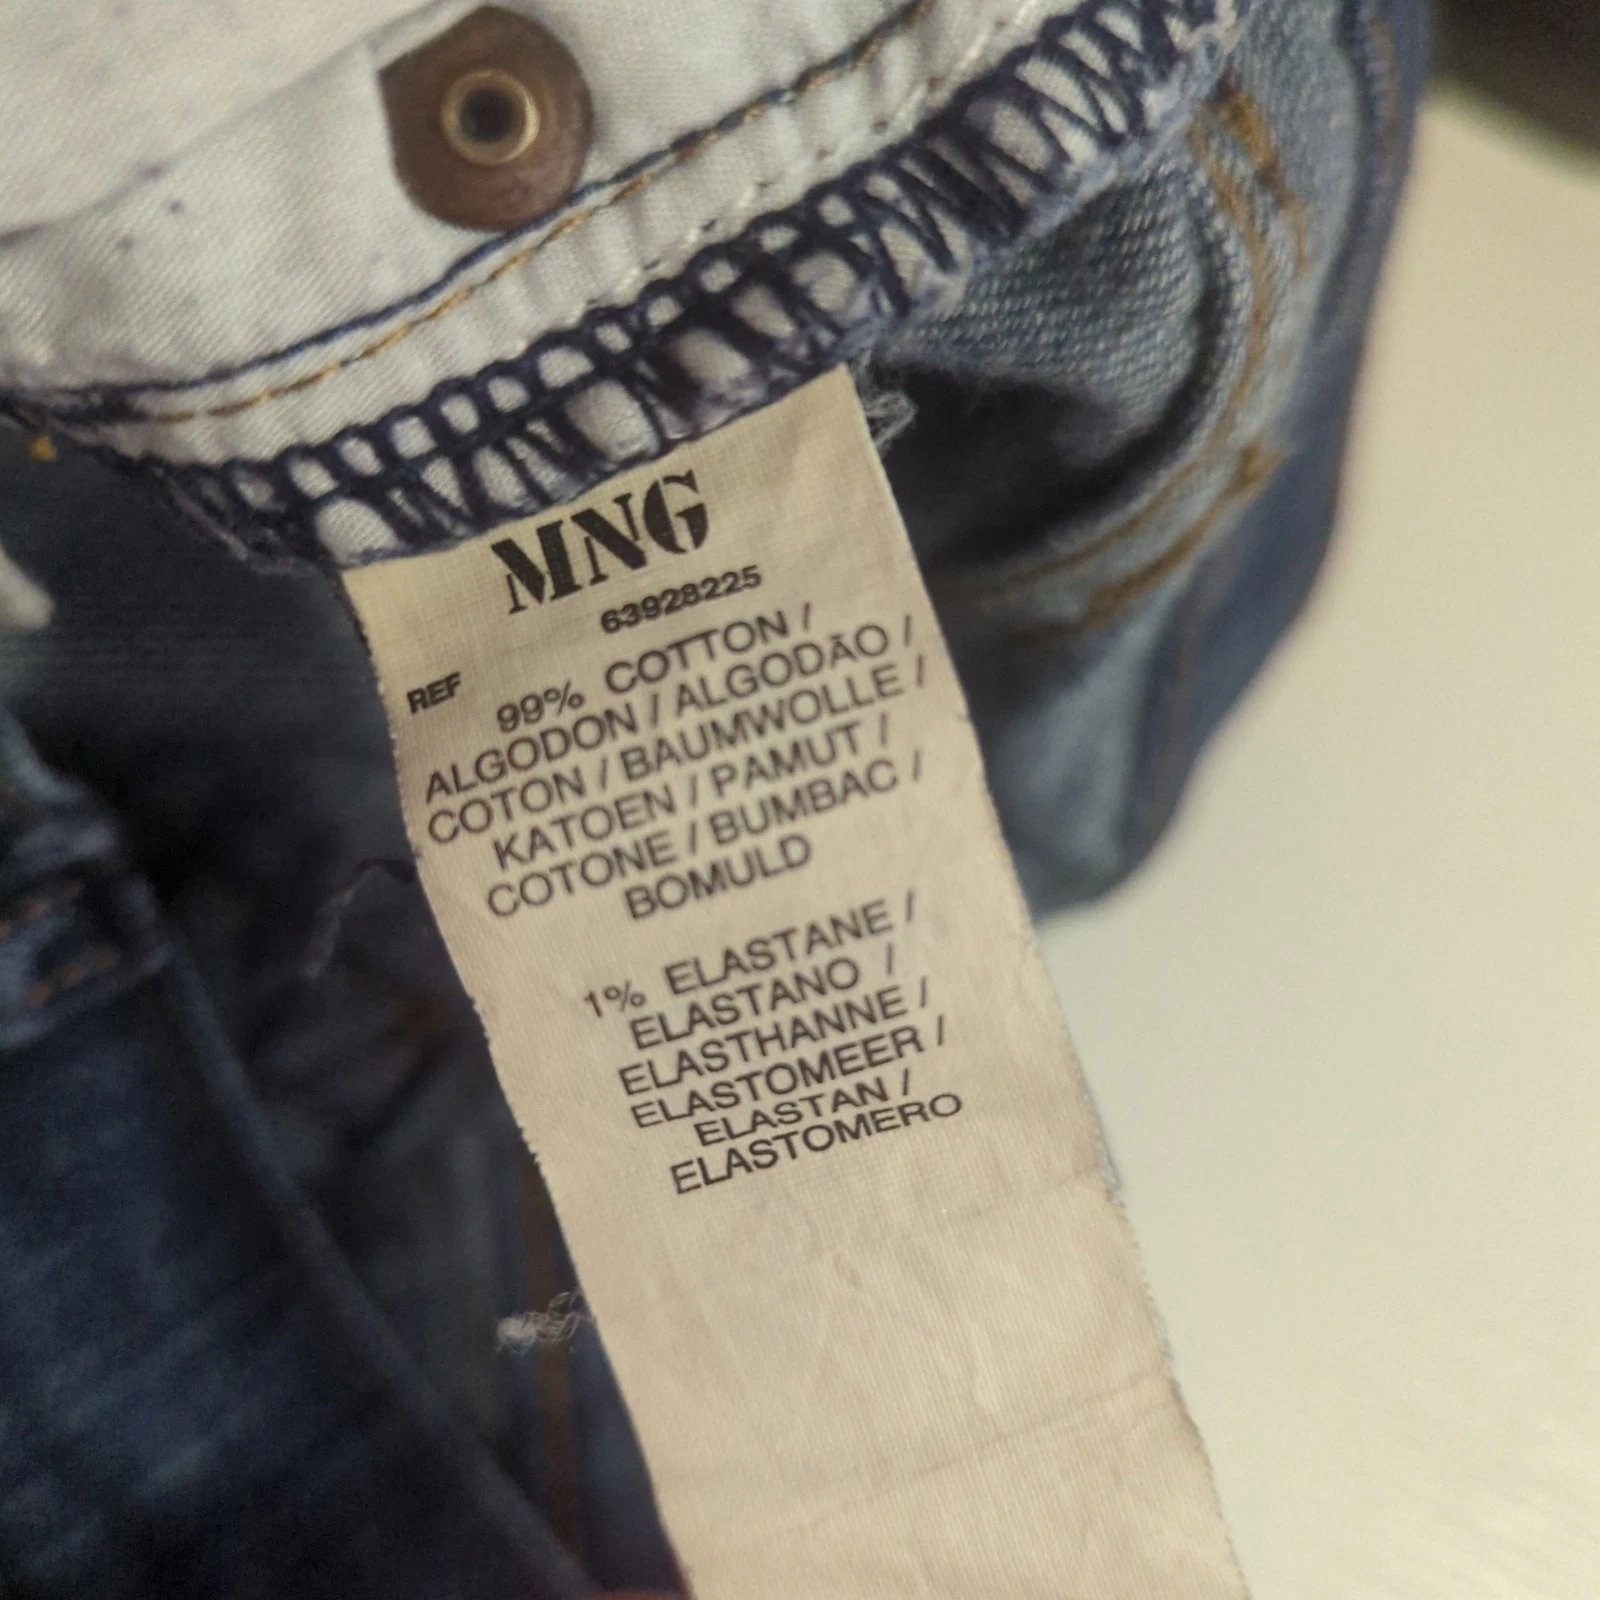 MNG
REF 63928225
99% COTTON /
ALGODON / ALGODÃO /
COTON / BAUMWOLLE /
KATOEN / PAMUT /
COTONE / BUMBAC /
BOMULD
1% ELASTANE /
ELASTANO /
ELASTHANNE /
ELASTOMEER /
ELASTAN /
ELASTOMERO